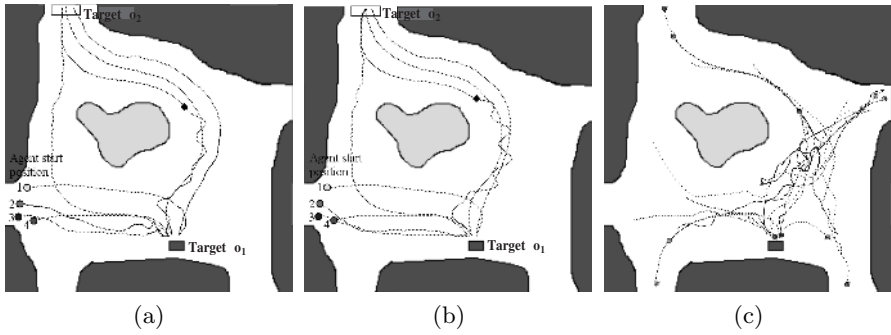 Target o₂
Agent start
position
1
2
3
4
Target o₁
(a)
Target o₂
Agent start
position
1
2
3
4
Target o₁
(b)
(c)